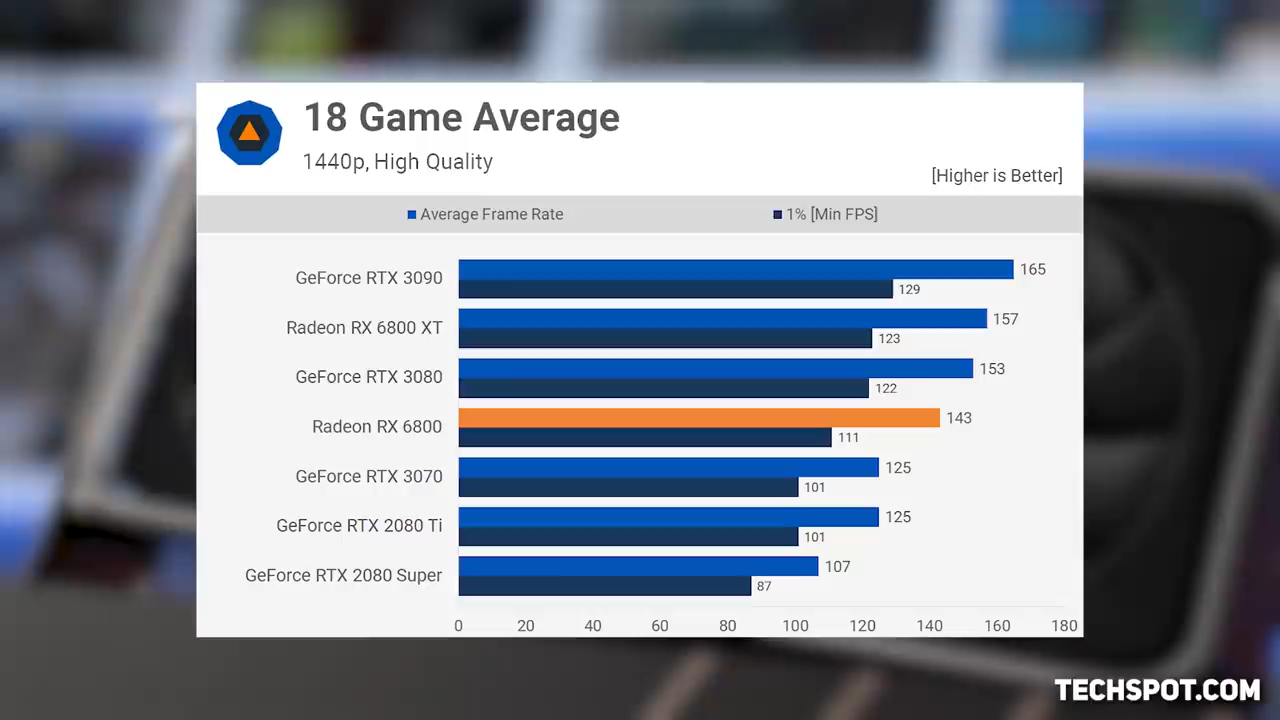 18 Game Average
1440p, High Quality
[Higher is Better]
Average Frame Rate 1% [Min FPS]
GeForce RTX 3090 165 129
Radeon RX 6800 XT 157 123
GeForce RTX 3080 153 122
Radeon RX 6800 143 111
GeForce RTX 3070 125 101
GeForce RTX 2080 Ti 125 101
GeForce RTX 2080 Super 107 87
0 20 40 60 80 100 120 140 160 180
TECHSPOT.COM